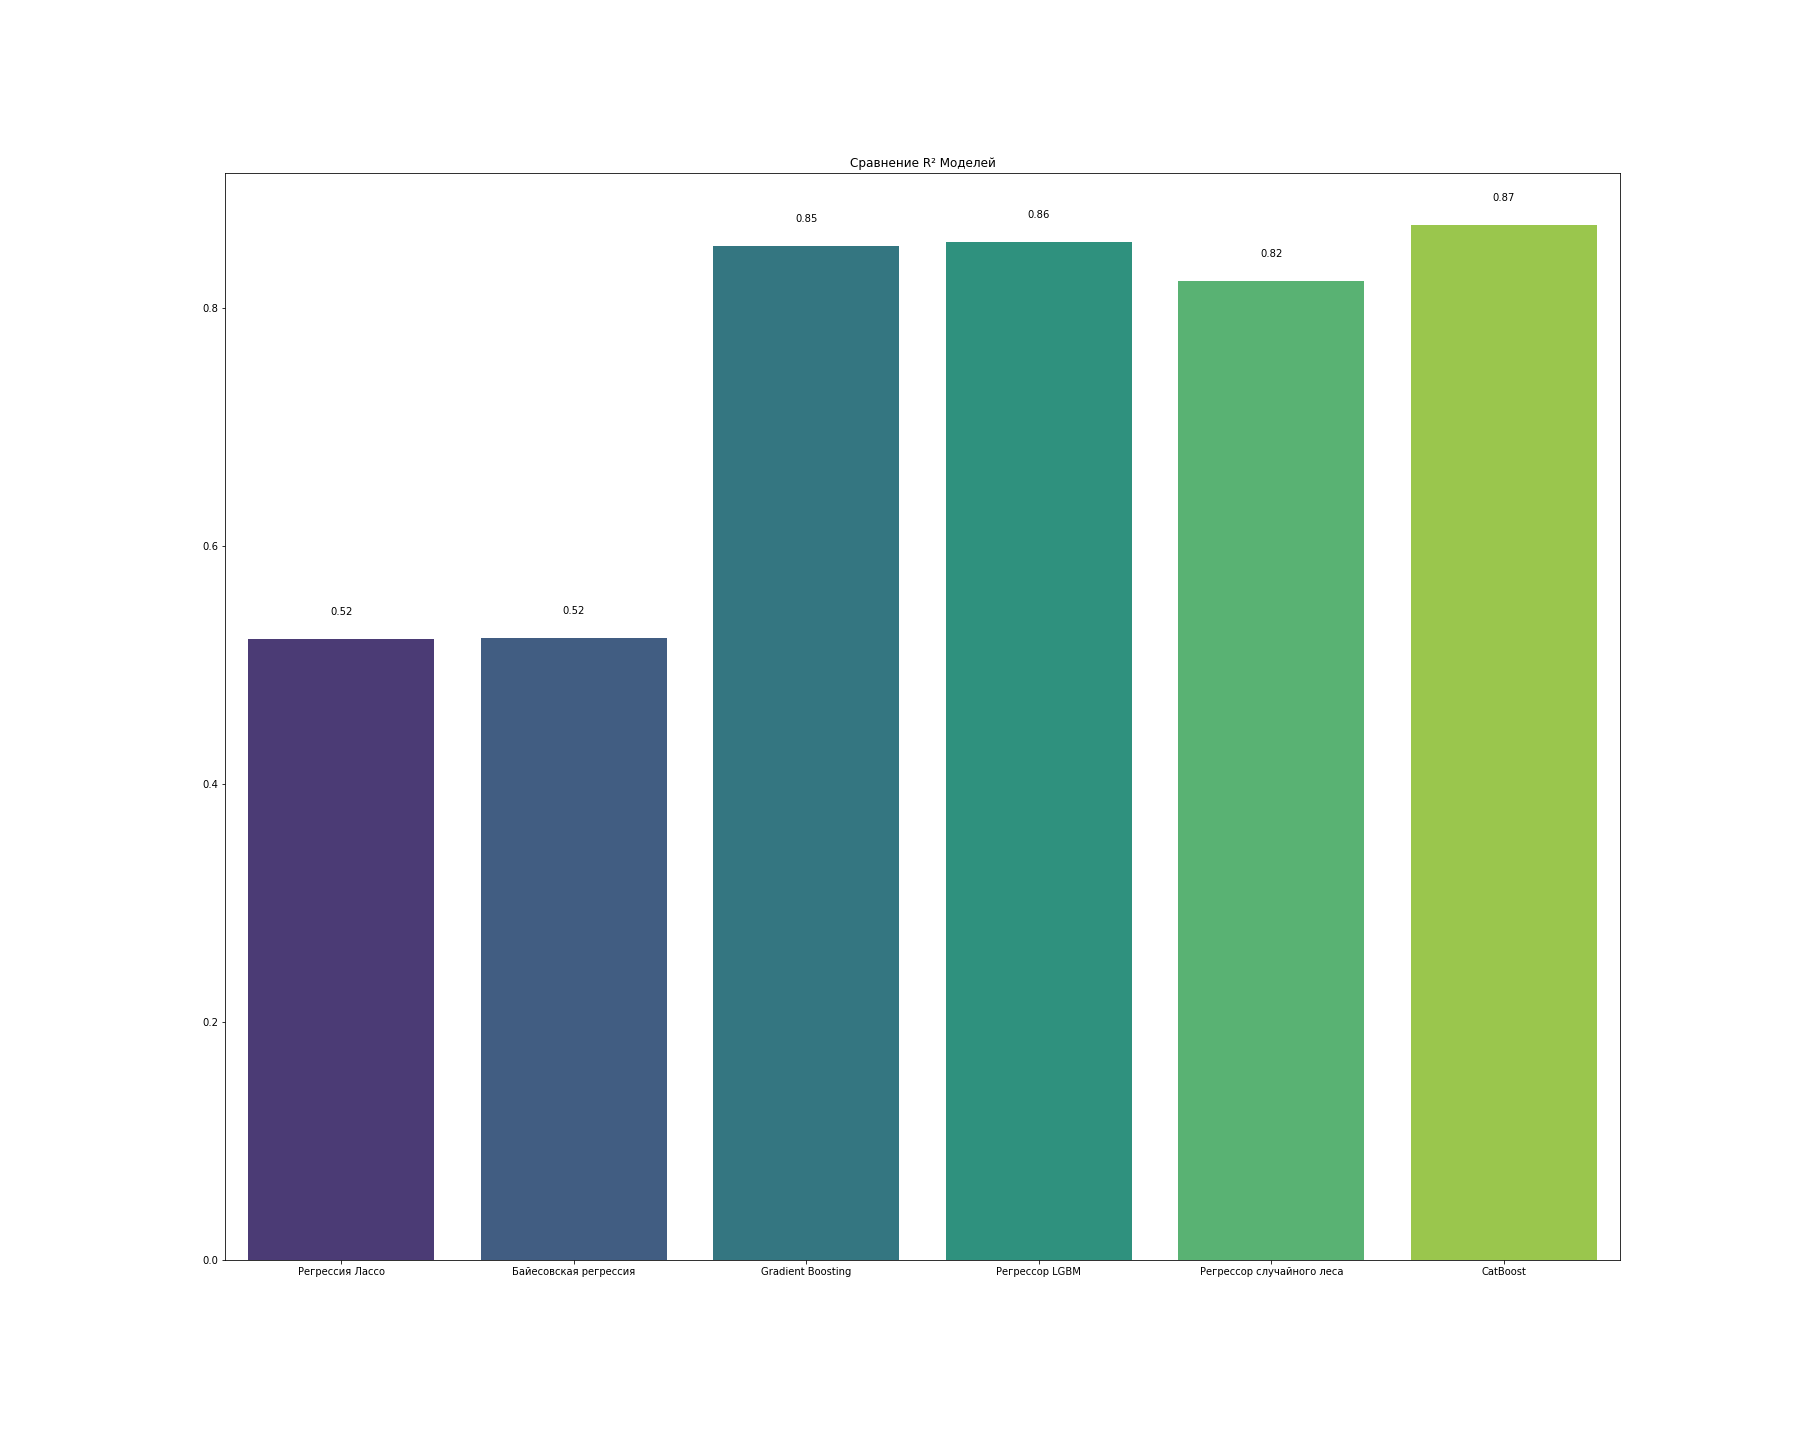 Сравнение R² Моделей
0.87
0.85
0.86
0.82
0.8
0.6
0.52
0.52
0.4
0.2
0.0
Регрессия Лассо
Байесовская регрессия
Gradient Boosting
Регрессор LGBM
Регрессор случайного леса
CatBoost